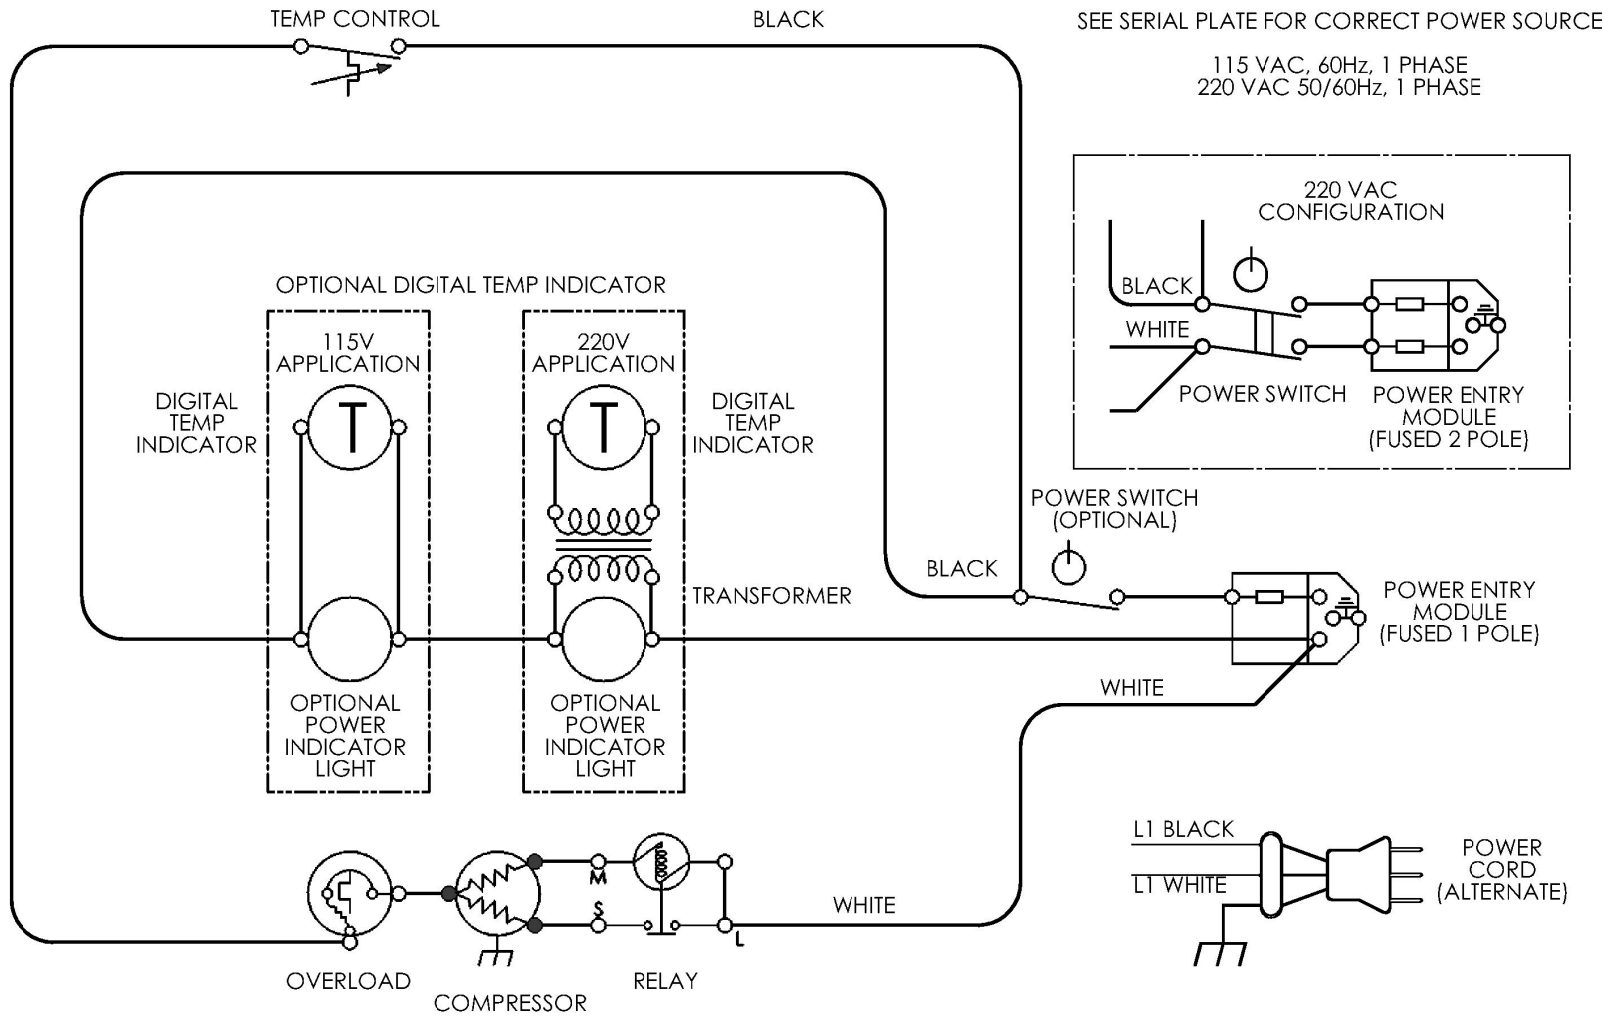 TEMP CONTROL
BLACK
SEE SERIAL PLATE FOR CORRECT POWER SOURCE
115 VAC, 60Hz, 1 PHASE
220 VAC 50/60Hz, 1 PHASE
220 VAC
CONFIGURATION
BLACK
WHITE
POWER SWITCH
POWER ENTRY
MODULE
(FUSED 2 POLE)
OPTIONAL DIGITAL TEMP INDICATOR
115V
APPLICATION
DIGITAL
TEMP
INDICATOR
T
220V
APPLICATION
T
DIGITAL
TEMP
INDICATOR
TRANSFORMER
OPTIONAL
POWER
INDICATOR
LIGHT
OPTIONAL
POWER
INDICATOR
LIGHT
POWER SWITCH
(OPTIONAL)
BLACK
POWER ENTRY
MODULE
(FUSED 1 POLE)
WHITE
M
S
L
WHITE
OVERLOAD
COMPRESSOR
RELAY
L1 BLACK
L1 WHITE
POWER
CORD
(ALTERNATE)